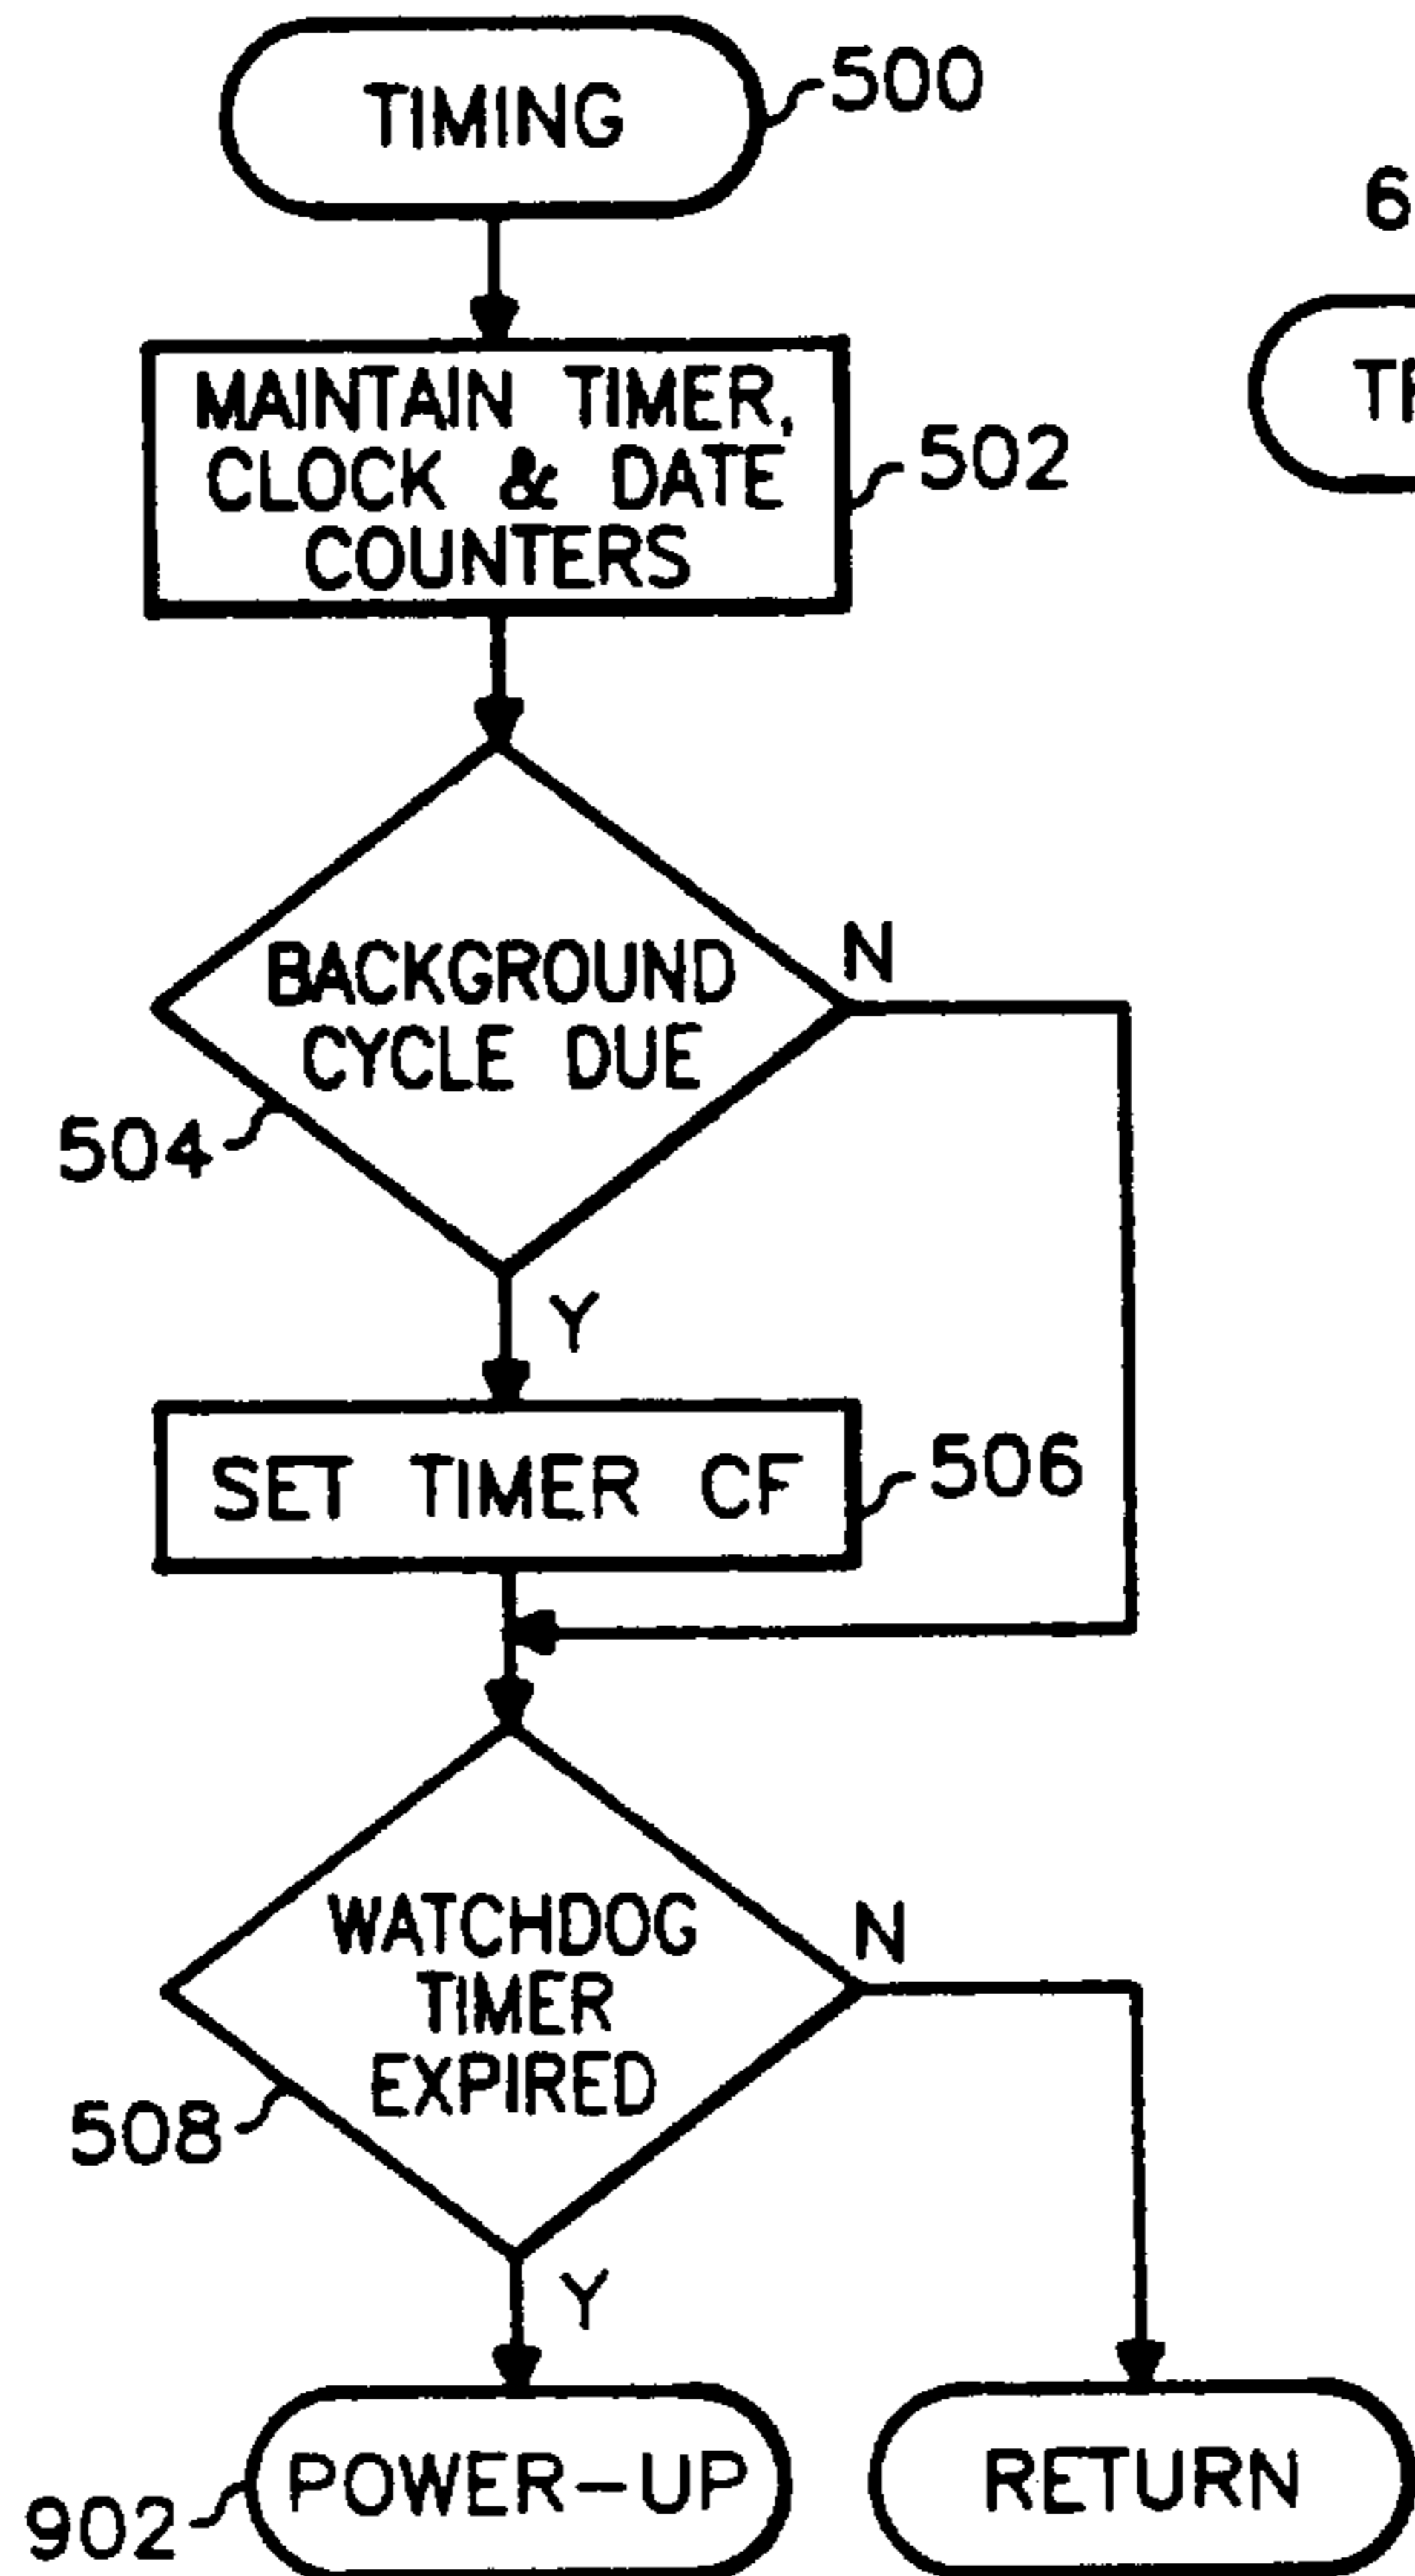 TIMING
500
6
MAINTAIN TIMER,
CLOCK & DATE
COUNTERS
502
BACKGROUND
CYCLE DUE
N
504
Y
SET TIMER CF
506
WATCHDOG
TIMER
EXPIRED
N
508
Y
POWER-UP
902
RETURN